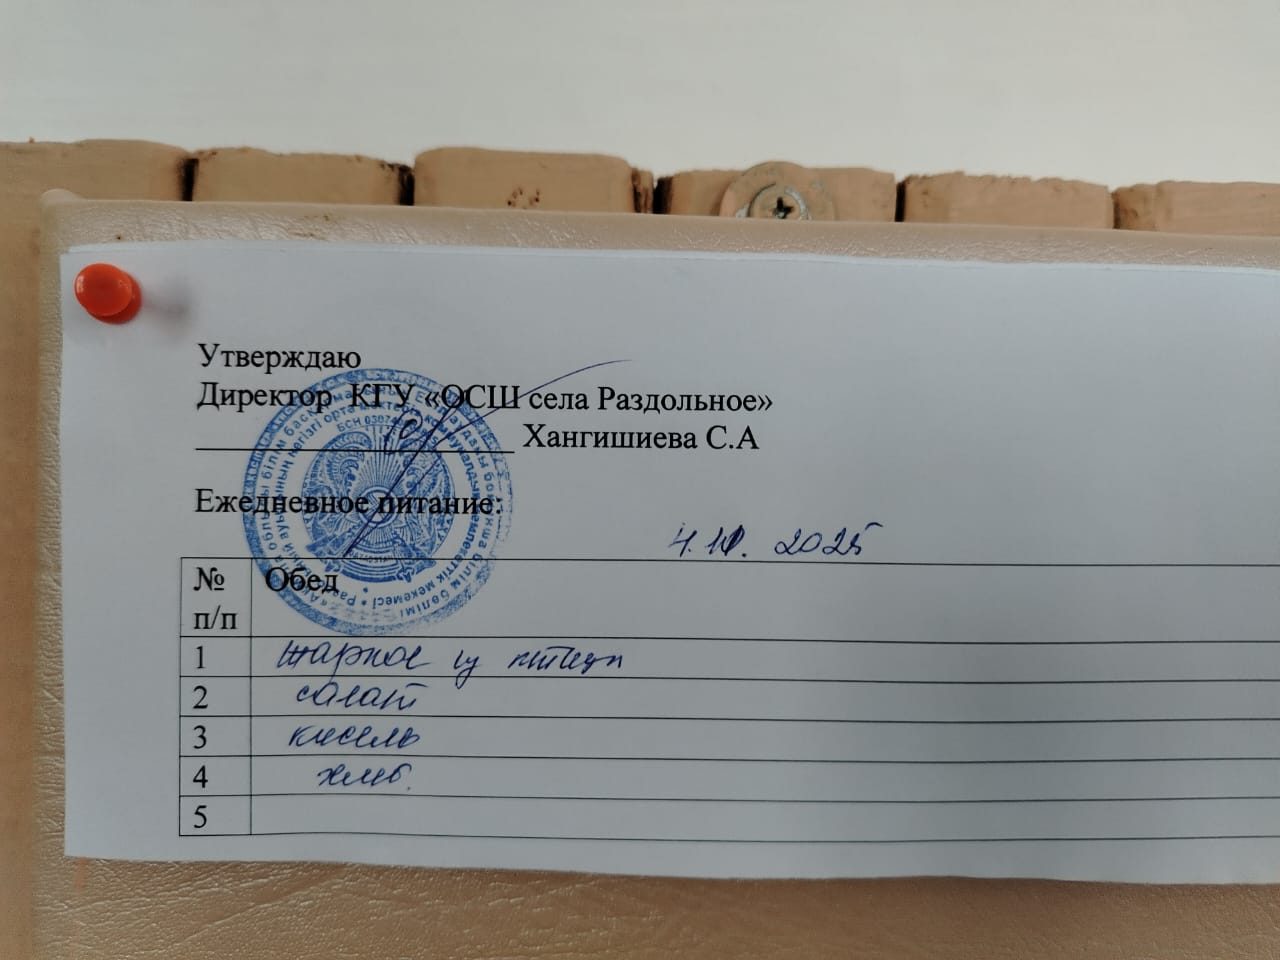 Утверждаю
Директор КГУ «ОСШ села Раздольное»
Хангишиева С.А
Ежедневное питание:
4.11. 2025
№ п/п Обед
1 жаркое из птицы
2 салат
3 кисель
4 хлеб.
5